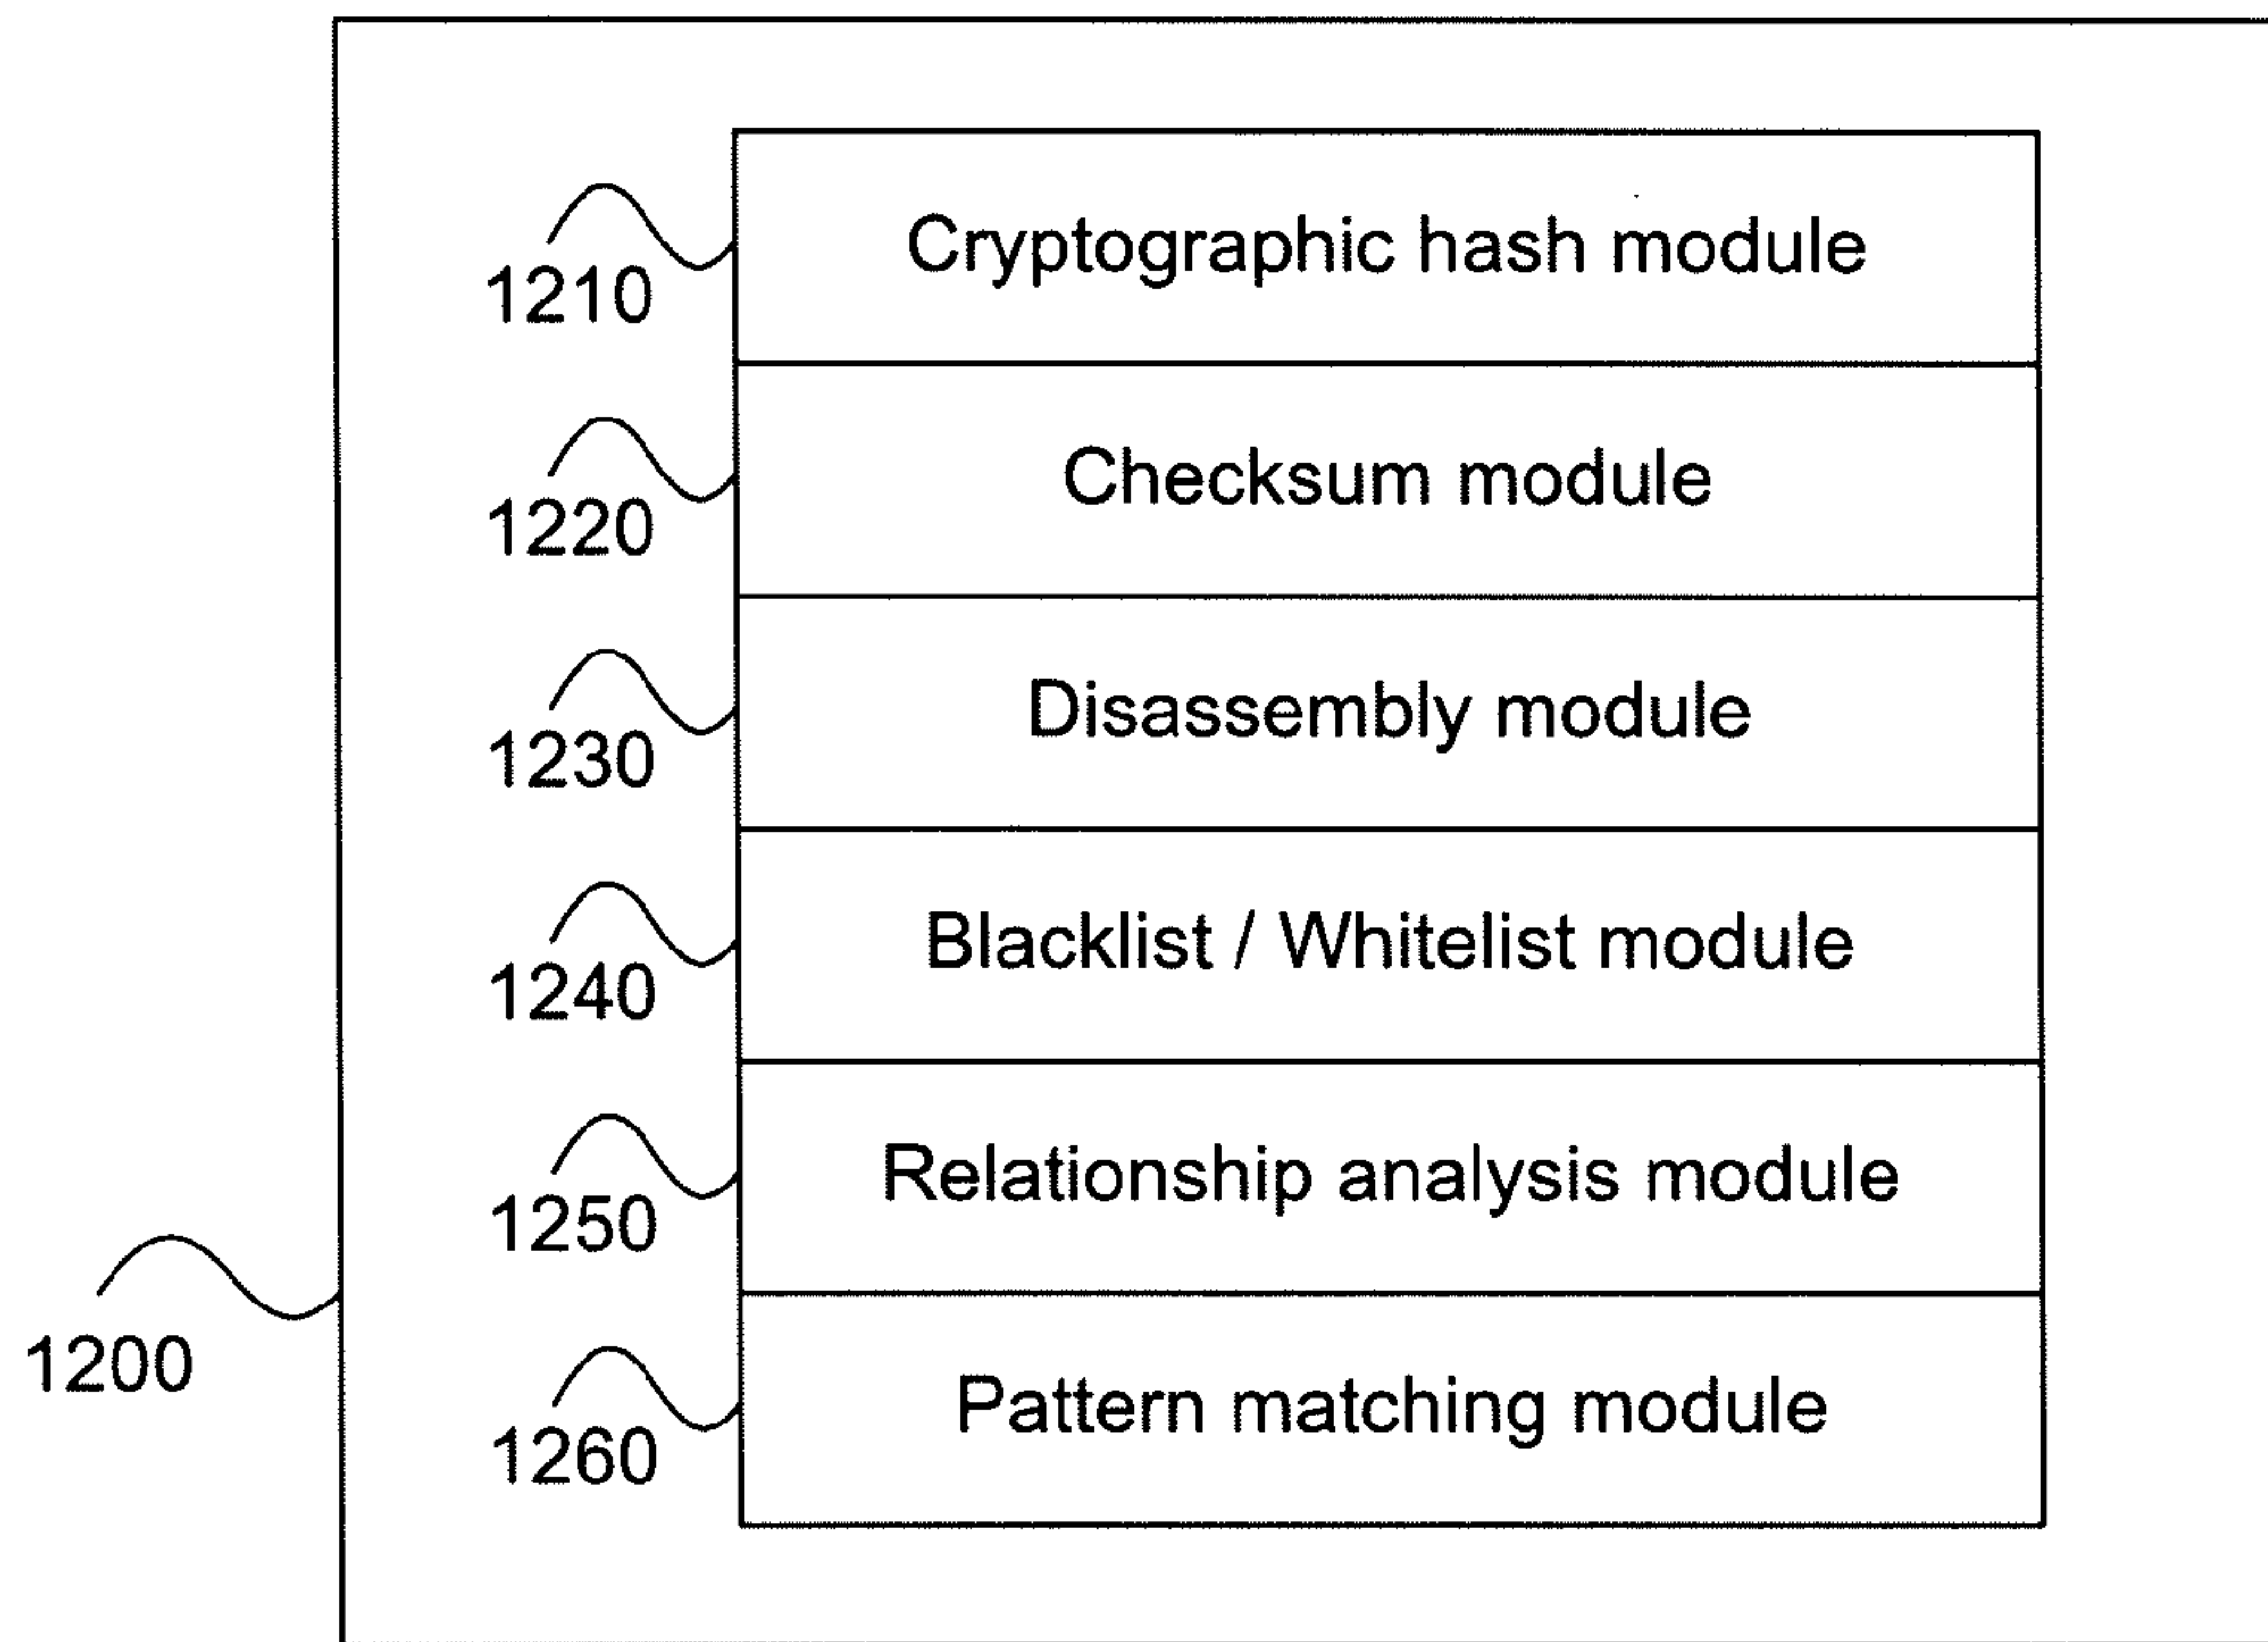 Cryptographic hash module
1210
Checksum module
1220
Disassembly module
1230
Blacklist / Whitelist module
1240
Relationship analysis module
1250
1200
Pattern matching module
1260